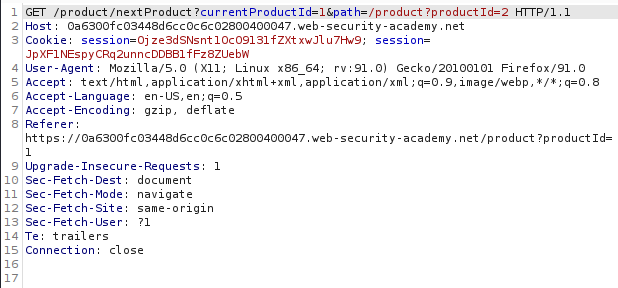 1 GET /product/nextProduct?currentProductId=1&path=/product?productId=2 HTTP/1.1
2 Host: 0a6300fc03448d6cc0c6c02800400047.web-security-academy.net
3 Cookie: session=0jze3dSNsnt10c09131fZXtxwJlu7Hw9; session=
JpXF1NEspyCRq2unncDDBB1fFz8ZUebW
4 User-Agent: Mozilla/5.0 (X11; Linux x86_64; rv:91.0) Gecko/20100101 Firefox/91.0
5 Accept: text/html,application/xhtml+xml,application/xml;q=0.9,image/webp,*/*;q=0.8
6 Accept-Language: en-US,en;q=0.5
7 Accept-Encoding: gzip, deflate
8 Referer:
https://0a6300fc03448d6cc0c6c02800400047.web-security-academy.net/product?productId=
1
9 Upgrade-Insecure-Requests: 1
10 Sec-Fetch-Dest: document
11 Sec-Fetch-Mode: navigate
12 Sec-Fetch-Site: same-origin
13 Sec-Fetch-User: ?1
14 Te: trailers
15 Connection: close
16
17